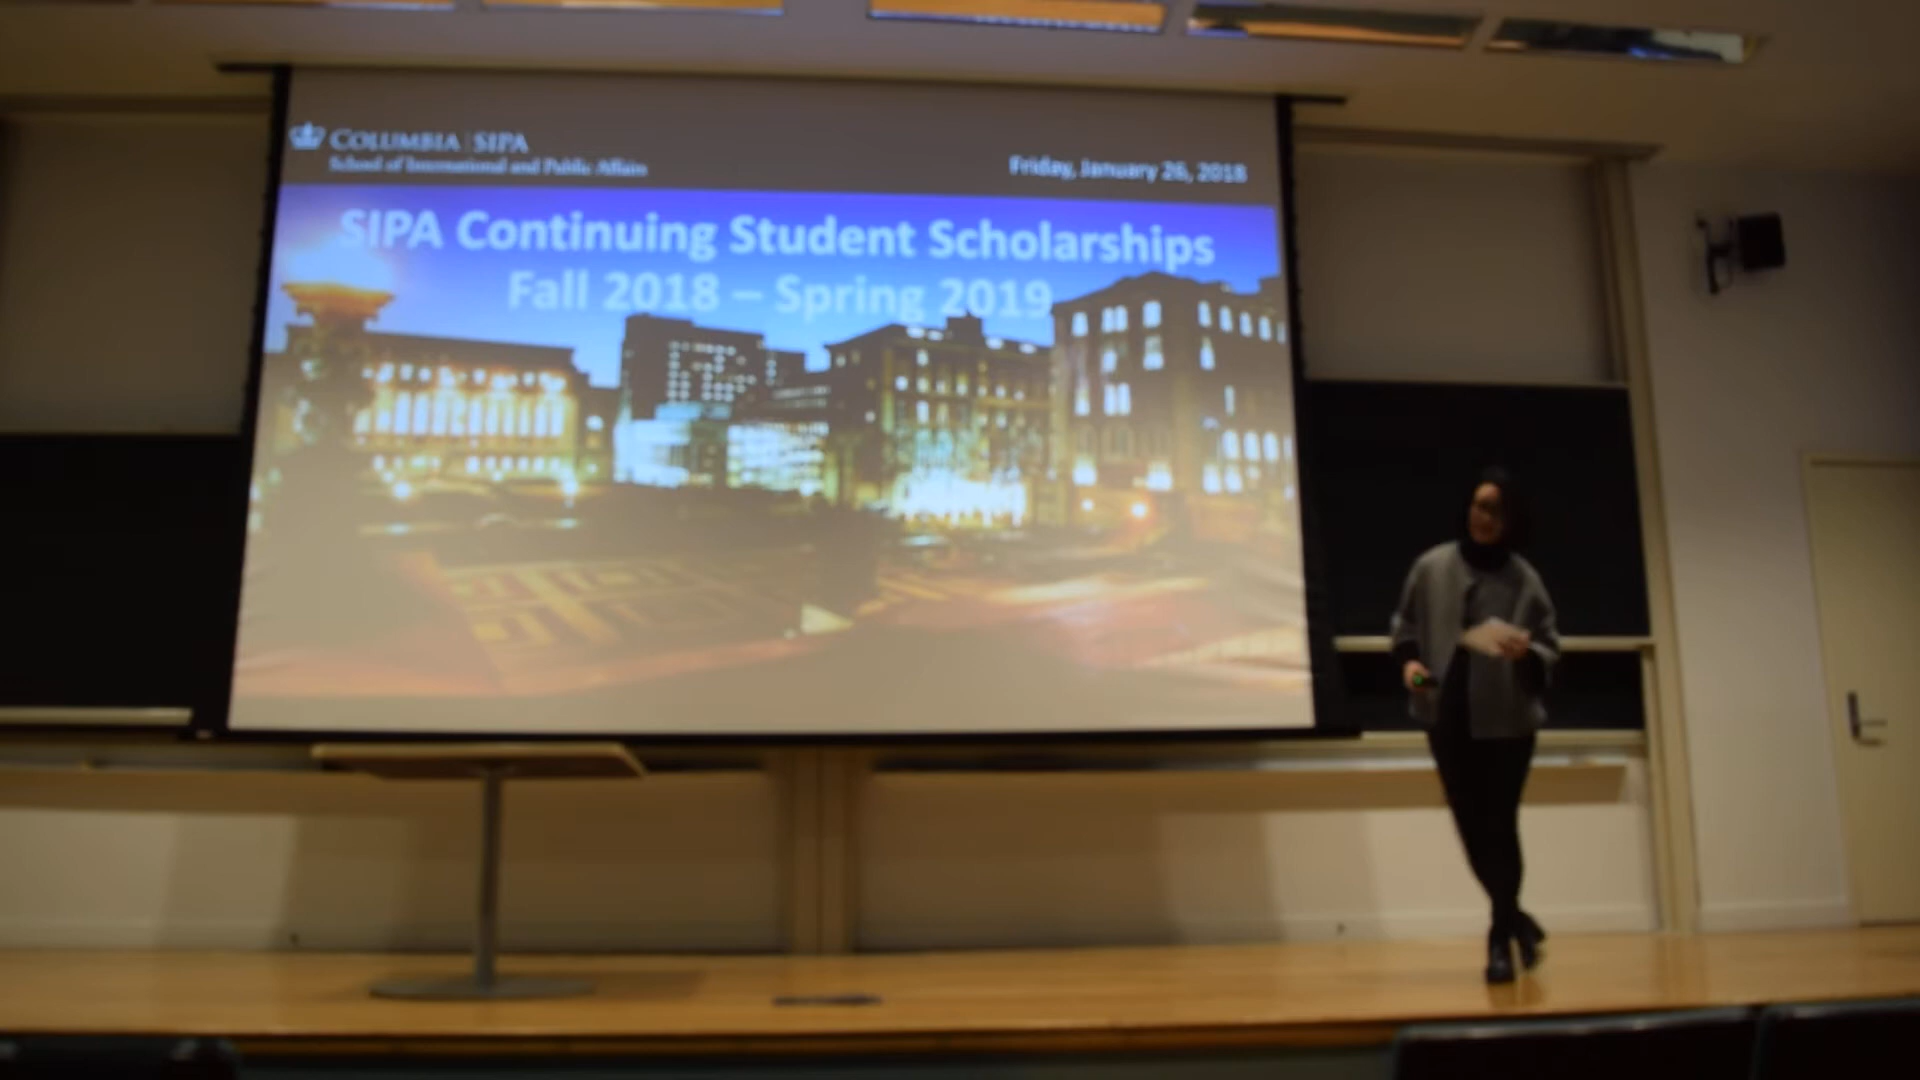 COLUMBIA | SIPA
School of International and Public Affairs
Friday, January 26, 2018
SIPA Continuing Student Scholarships
Fall 2018 – Spring 2019